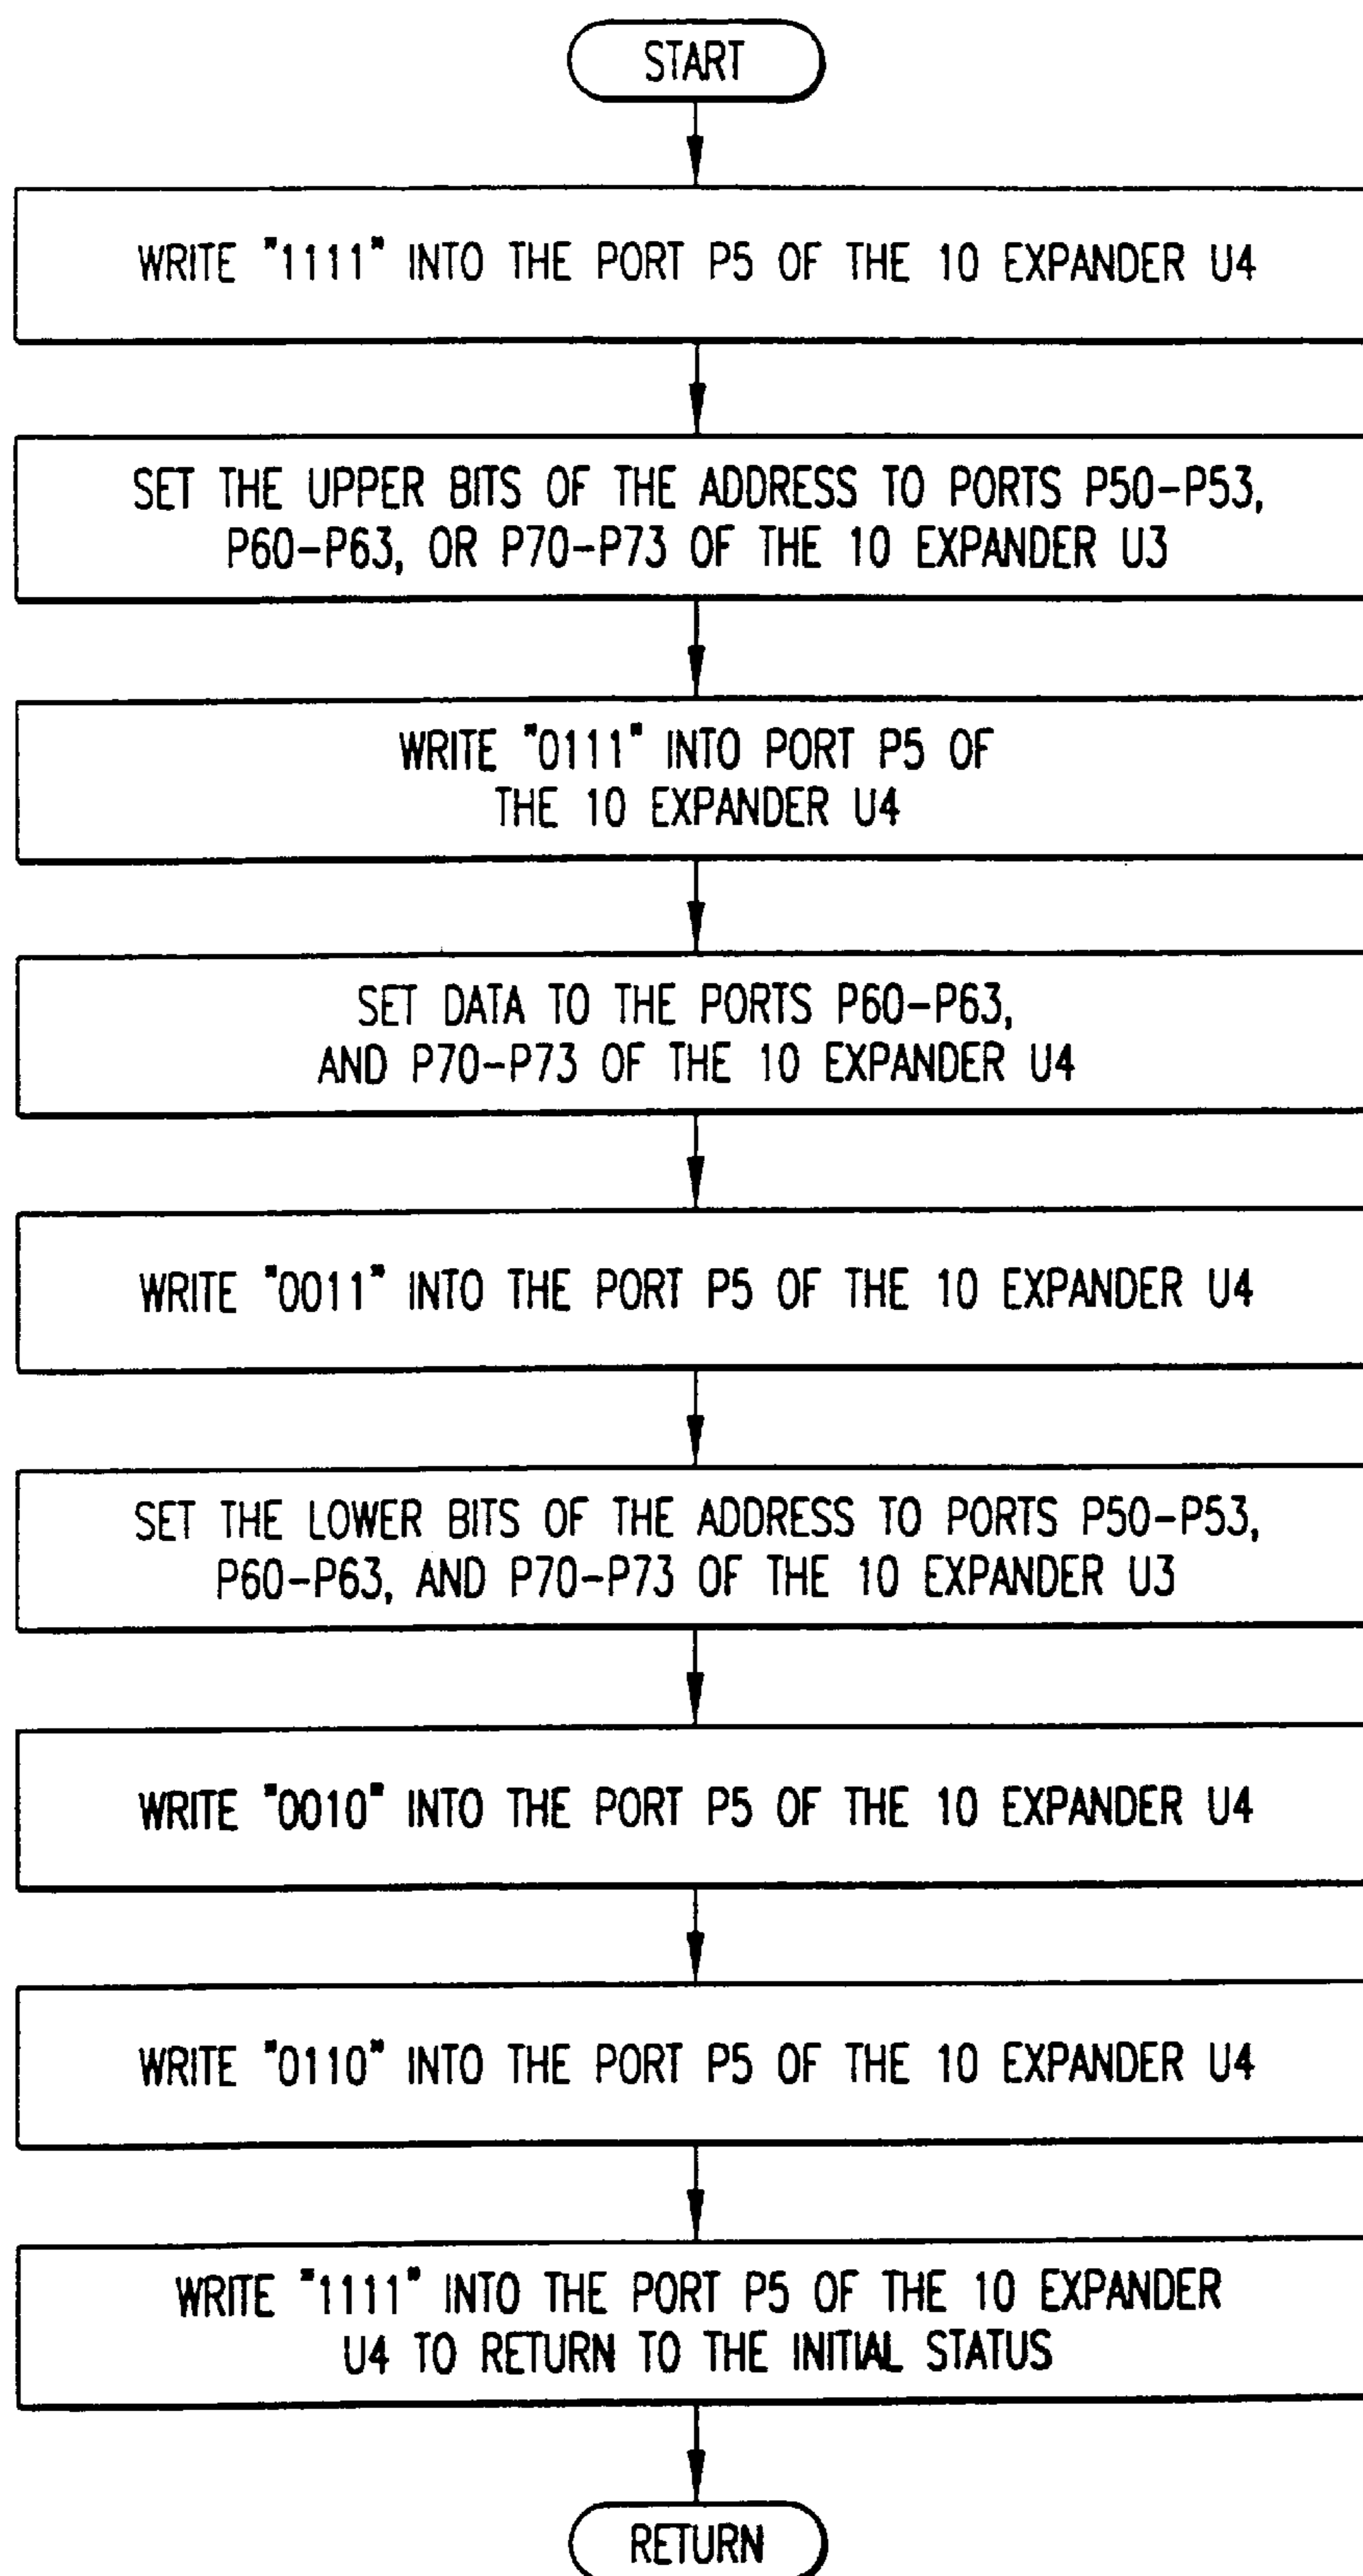 START
WRITE "1111" INTO THE PORT P5 OF THE 10 EXPANDER U4
SET THE UPPER BITS OF THE ADDRESS TO PORTS P50-P53,
P60-P63, OR P70-P73 OF THE 10 EXPANDER U3
WRITE "0111" INTO PORT P5 OF
THE 10 EXPANDER U4
SET DATA TO THE PORTS P60-P63,
AND P70-P73 OF THE 10 EXPANDER U4
WRITE "0011" INTO THE PORT P5 OF THE 10 EXPANDER U4
SET THE LOWER BITS OF THE ADDRESS TO PORTS P50-P53,
P60-P63, AND P70-P73 OF THE 10 EXPANDER U3
WRITE "0010" INTO THE PORT P5 OF THE 10 EXPANDER U4
WRITE "0110" INTO THE PORT P5 OF THE 10 EXPANDER U4
WRITE "1111" INTO THE PORT P5 OF THE 10 EXPANDER
U4 TO RETURN TO THE INITIAL STATUS
RETURN